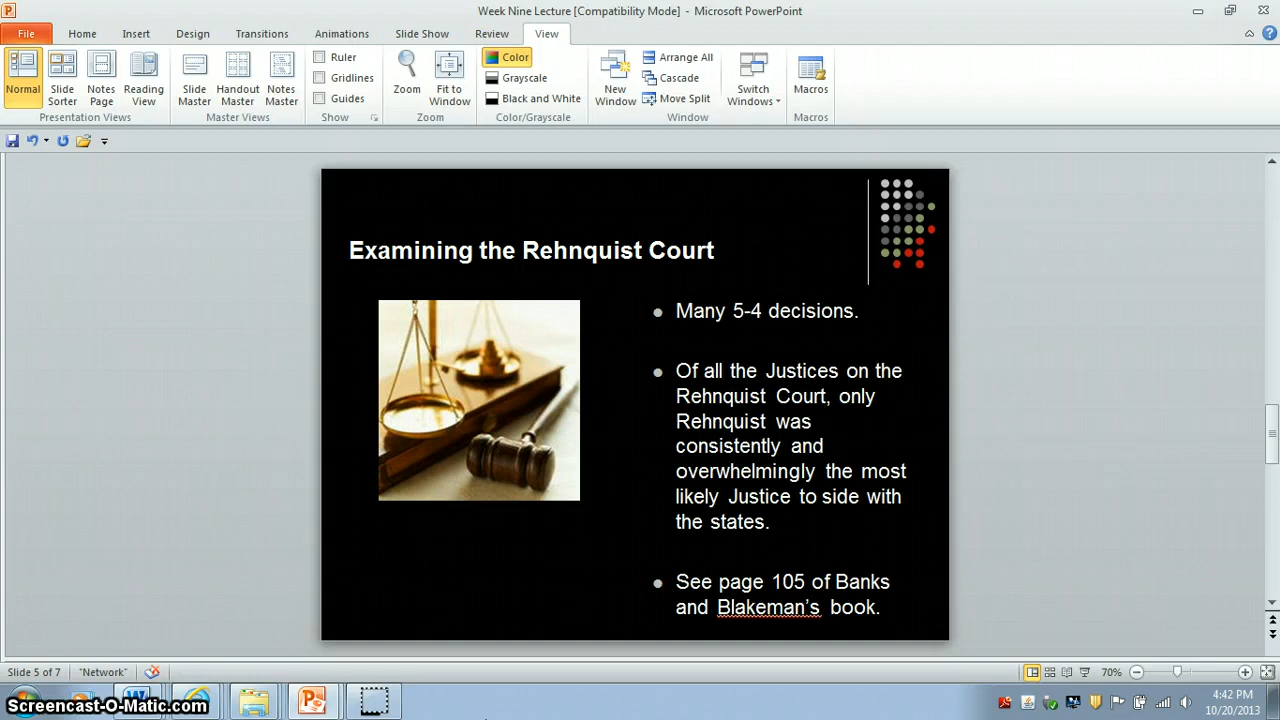 Week Nine Lecture [Compatibility Mode] - Microsoft PowerPoint
File Home Insert Design Transitions Animations Slide Show Review View
Normal Slide Sorter Notes Page Reading View
Presentation Views
Slide Master Handout Master Notes Master
Master Views
Ruler
Gridlines
Guides
Show
Zoom Fit to Window
Zoom
Color
Grayscale
Black and White
Color/Grayscale
New Window
Arrange All
Cascade
Move Split
Switch Windows
Window
Macros
Macros
Examining the Rehnquist Court
Many 5-4 decisions.
Of all the Justices on the
Rehnquist Court, only
Rehnquist was
consistently and
overwhelmingly the most
likely Justice to side with
the states.
See page 105 of Banks
and Blakeman's book.
Slide 5 of 7 "Network" 70%
Screencast-O-Matic.com
4:42 PM
10/20/2013